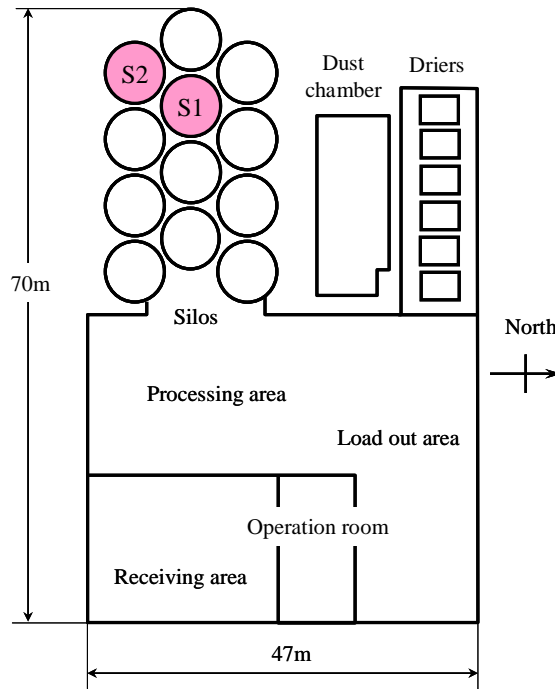 S2
S1
Dust
chamber
Driers
70m
Silos
North
Processing area
Load out area
Operation room
Receiving area
47m